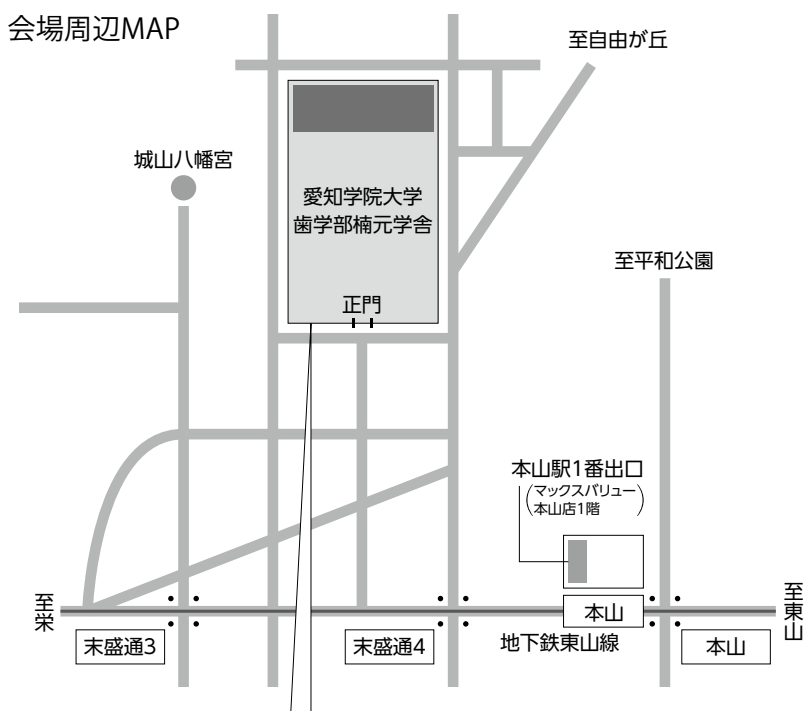 会場周辺MAP
至自由が丘
城山八幡宮
愛知学院大学
歯学部楠元学舎
至平和公園
正門
本山駅1番出口
(マックスバリュー
本山店1階)
至栄
本山
至東山
末盛通3
末盛通4
地下鉄東山線
本山